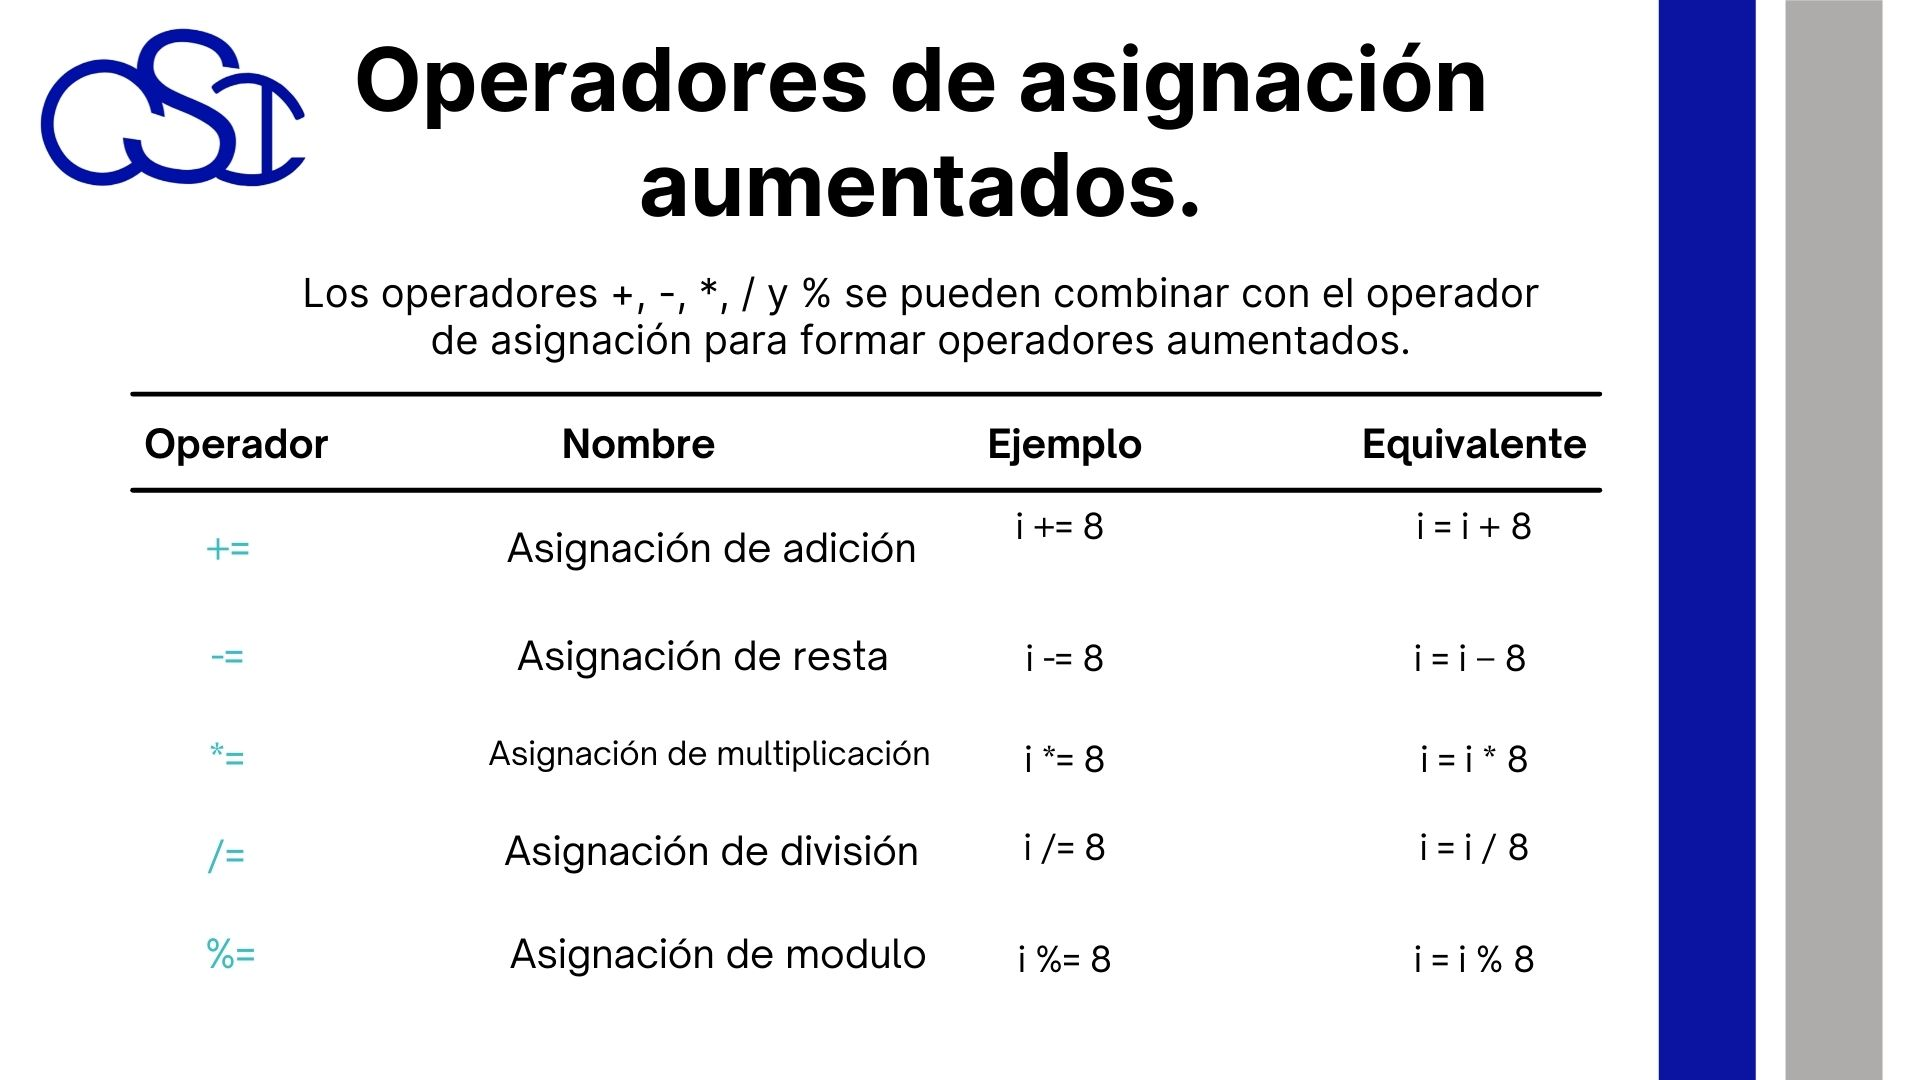 CSI
Operadores de asignación
aumentados.
Los operadores +, -, *, / y % se pueden combinar con el operador
de asignación para formar operadores aumentados.
Operador Nombre Ejemplo Equivalente
+= Asignación de adición i += 8 i = i + 8
-= Asignación de resta i -= 8 i = i – 8
*= Asignación de multiplicación i *= 8 i = i * 8
/= Asignación de división i /= 8 i = i / 8
%= Asignación de modulo i %= 8 i = i % 8